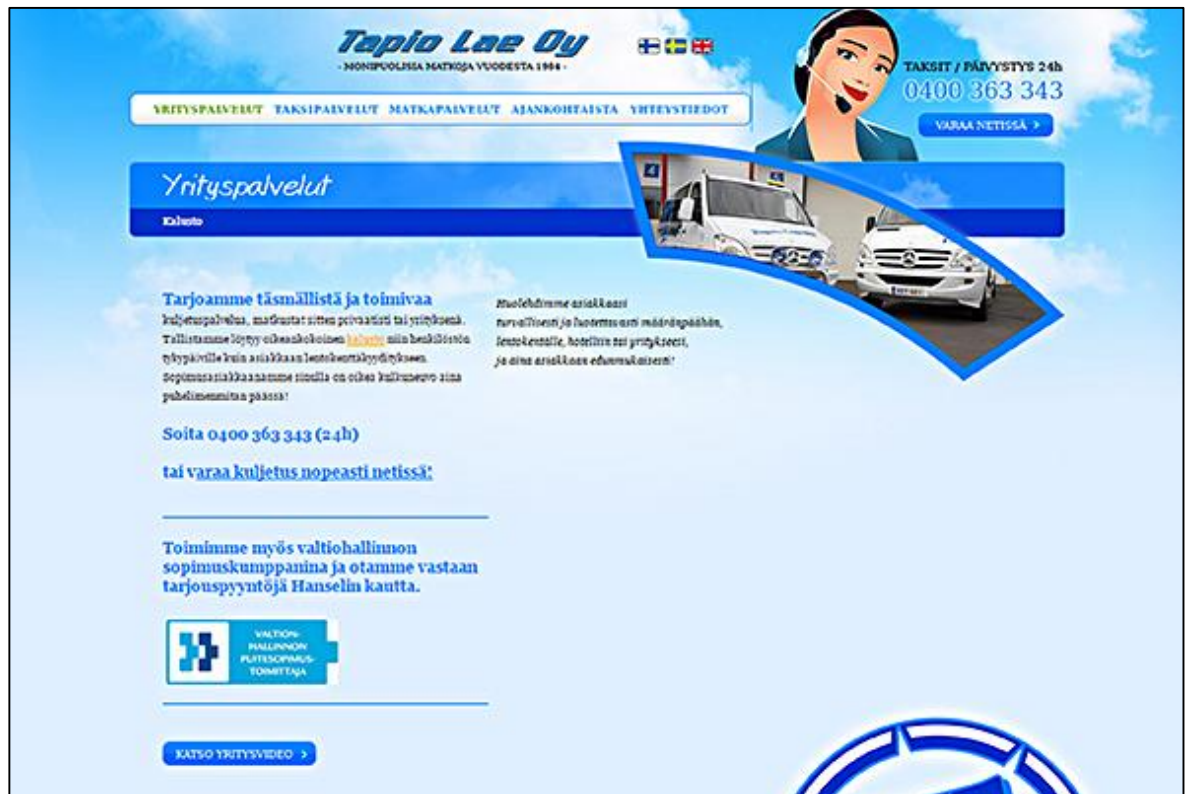 Tapio Lae Oy
- MONIPUOLISIA MATKOJA VUODESTA 1984 -
TAKSIT / PÄIVYSTYS 24h
0400 363 343
VARAA NETISSÄ >
YRITYSPALVELUT TAKSIPALVELUT MATKAPALVELUT AJANKOHTAISTA YHTEYSTIEDOT
Yrityspalvelut
Kalusto
Tarjoamme täsmällistä ja toimivaa
kuljetuspalvelua, matkustat sitten privaatisti tai yrityksenä.
Tallistamme löytyy oikeankokoinen kalusto niin henkilöstön
tykypäiville kuin asiakkaan lentokenttäkyyditykseen.
Sopimusasiakkaanamme sinulla on oikea kulkuneuvo aina
puhelimenmitan päässä!
Huolehdimme asiakkaasi
turvallisesti ja luotettavasti määränpäähän,
lentokentälle, hotelliin tai yritykseesi,
ja aina asiakkaan edunmukaisesti!
Soita 0400 363 343 (24h)
tai varaa kuljetus nopeasti netissä!
Toimimme myös valtiohallinnon
sopimuskumppanina ja otamme vastaan
tarjouspyyntöjä Hanselin kautta.
VALTION-
HALLINNON
PUITESOPIMUS-
TOIMITTAJA
KATSO YRITYSVIDEO >